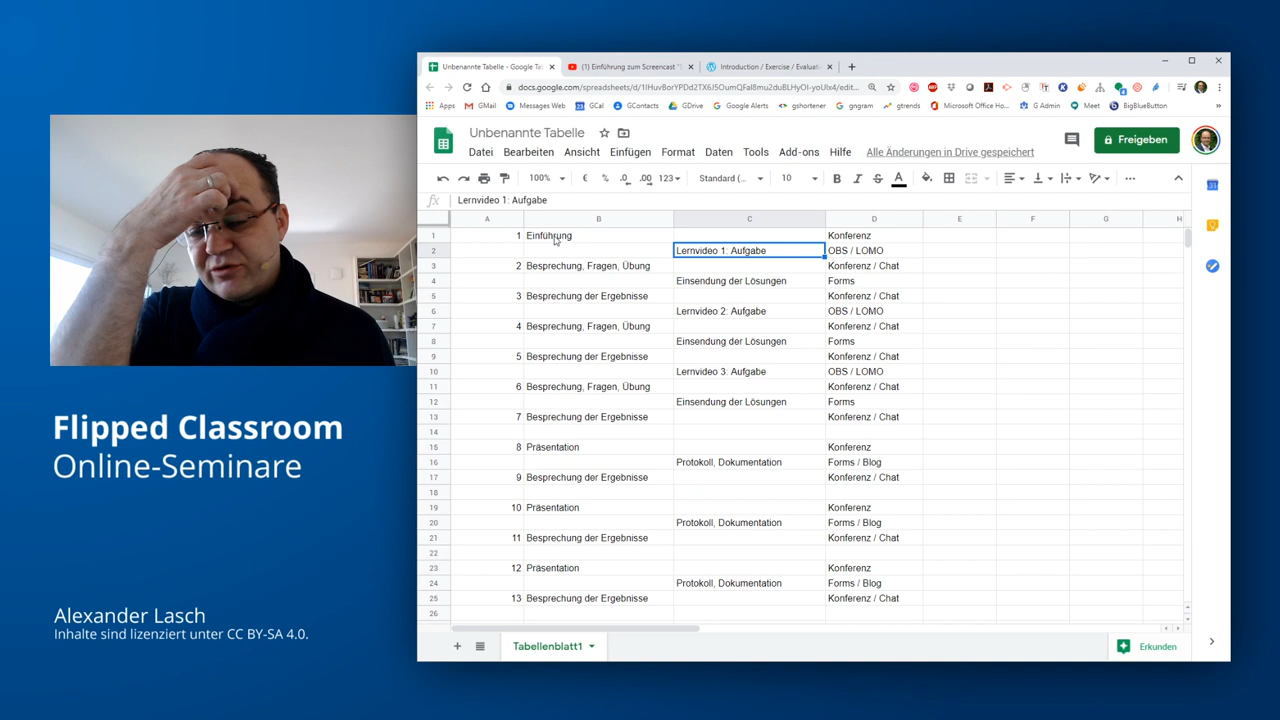 Unbenannte Tabelle - Google Ta
(1) Einführung zum Screencast "
Introduction / Exercise / Evaluati
docs.google.com/spreadsheets/d/
Apps GMail Messages Web GCal GContacts GDrive Google Alerts gshortener gngram gtrends Microsoft Office Ho... G Admin Meet BigBlueButton
Unbenannte Tabelle
Freigeben
Datei Bearbeiten Ansicht Einfügen Format Daten Tools Add-ons Hilfe Alle Änderungen in Drive gespeichert
100% € % .0 .00 123 Standard (... 10 B I S A
fx Lernvideo 1: Aufgabe
A B C D E F G H
1 1 Einführung Konferenz
2 Lernvideo 1: Aufgabe OBS / LOMO
3 2 Besprechung, Fragen, Übung Konferenz / Chat
4 Einsendung der Lösungen Forms
5 3 Besprechung der Ergebnisse Konferenz / Chat
6 Lernvideo 2: Aufgabe OBS / LOMO
7 4 Besprechung, Fragen, Übung Konferenz / Chat
8 Einsendung der Lösungen Forms
9 5 Besprechung der Ergebnisse Konferenz / Chat
10 Lernvideo 3: Aufgabe OBS / LOMO
11 6 Besprechung, Fragen, Übung Konferenz / Chat
12 Einsendung der Lösungen Forms
13 7 Besprechung der Ergebnisse Konferenz / Chat
14
15 8 Präsentation Konferenz
16 Protokoll, Dokumentation Forms / Blog
17 9 Besprechung der Ergebnisse Konferenz / Chat
18
19 10 Präsentation Konferenz
20 Protokoll, Dokumentation Forms / Blog
21 11 Besprechung der Ergebnisse Konferenz / Chat
22
23 12 Präsentation Konferenz
24 Protokoll, Dokumentation Forms / Blog
25 13 Besprechung der Ergebnisse Konferenz / Chat
26
Tabellenblatt1
Erkunden
Flipped Classroom
Online-Seminare
Alexander Lasch
Inhalte sind lizenziert unter CC BY-SA 4.0.